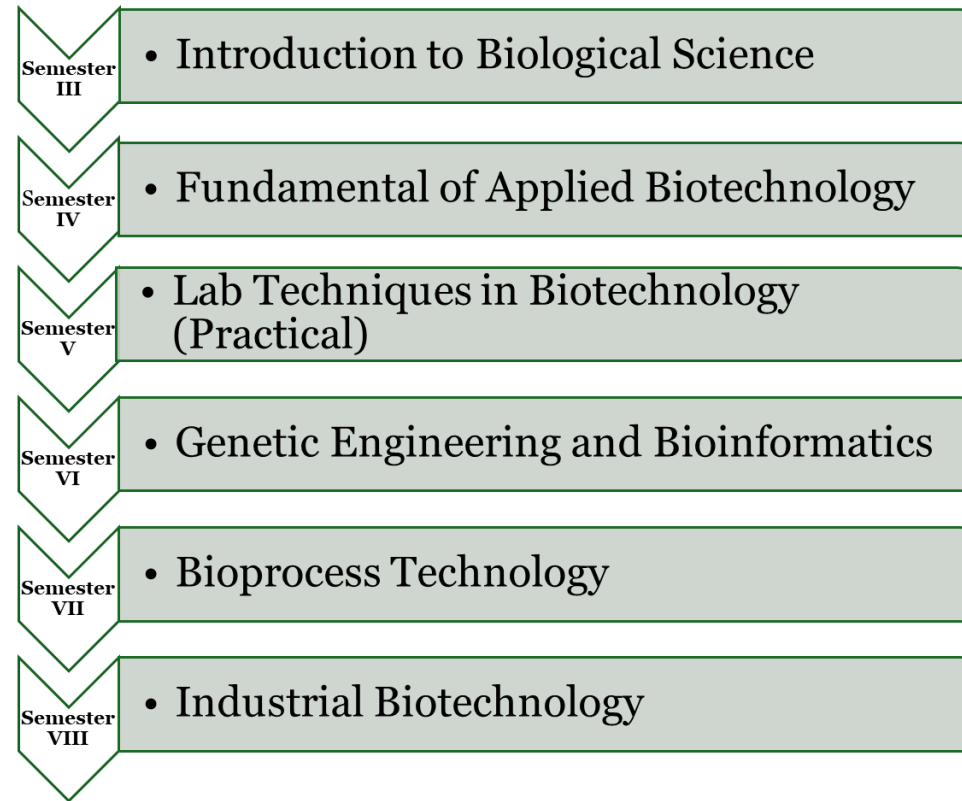 Semester
III
• Introduction to Biological Science
Semester
IV
• Fundamental of Applied Biotechnology
Semester
V
• Lab Techniques in Biotechnology
(Practical)
Semester
VI
• Genetic Engineering and Bioinformatics
Semester
VII
• Bioprocess Technology
Semester
VIII
• Industrial Biotechnology